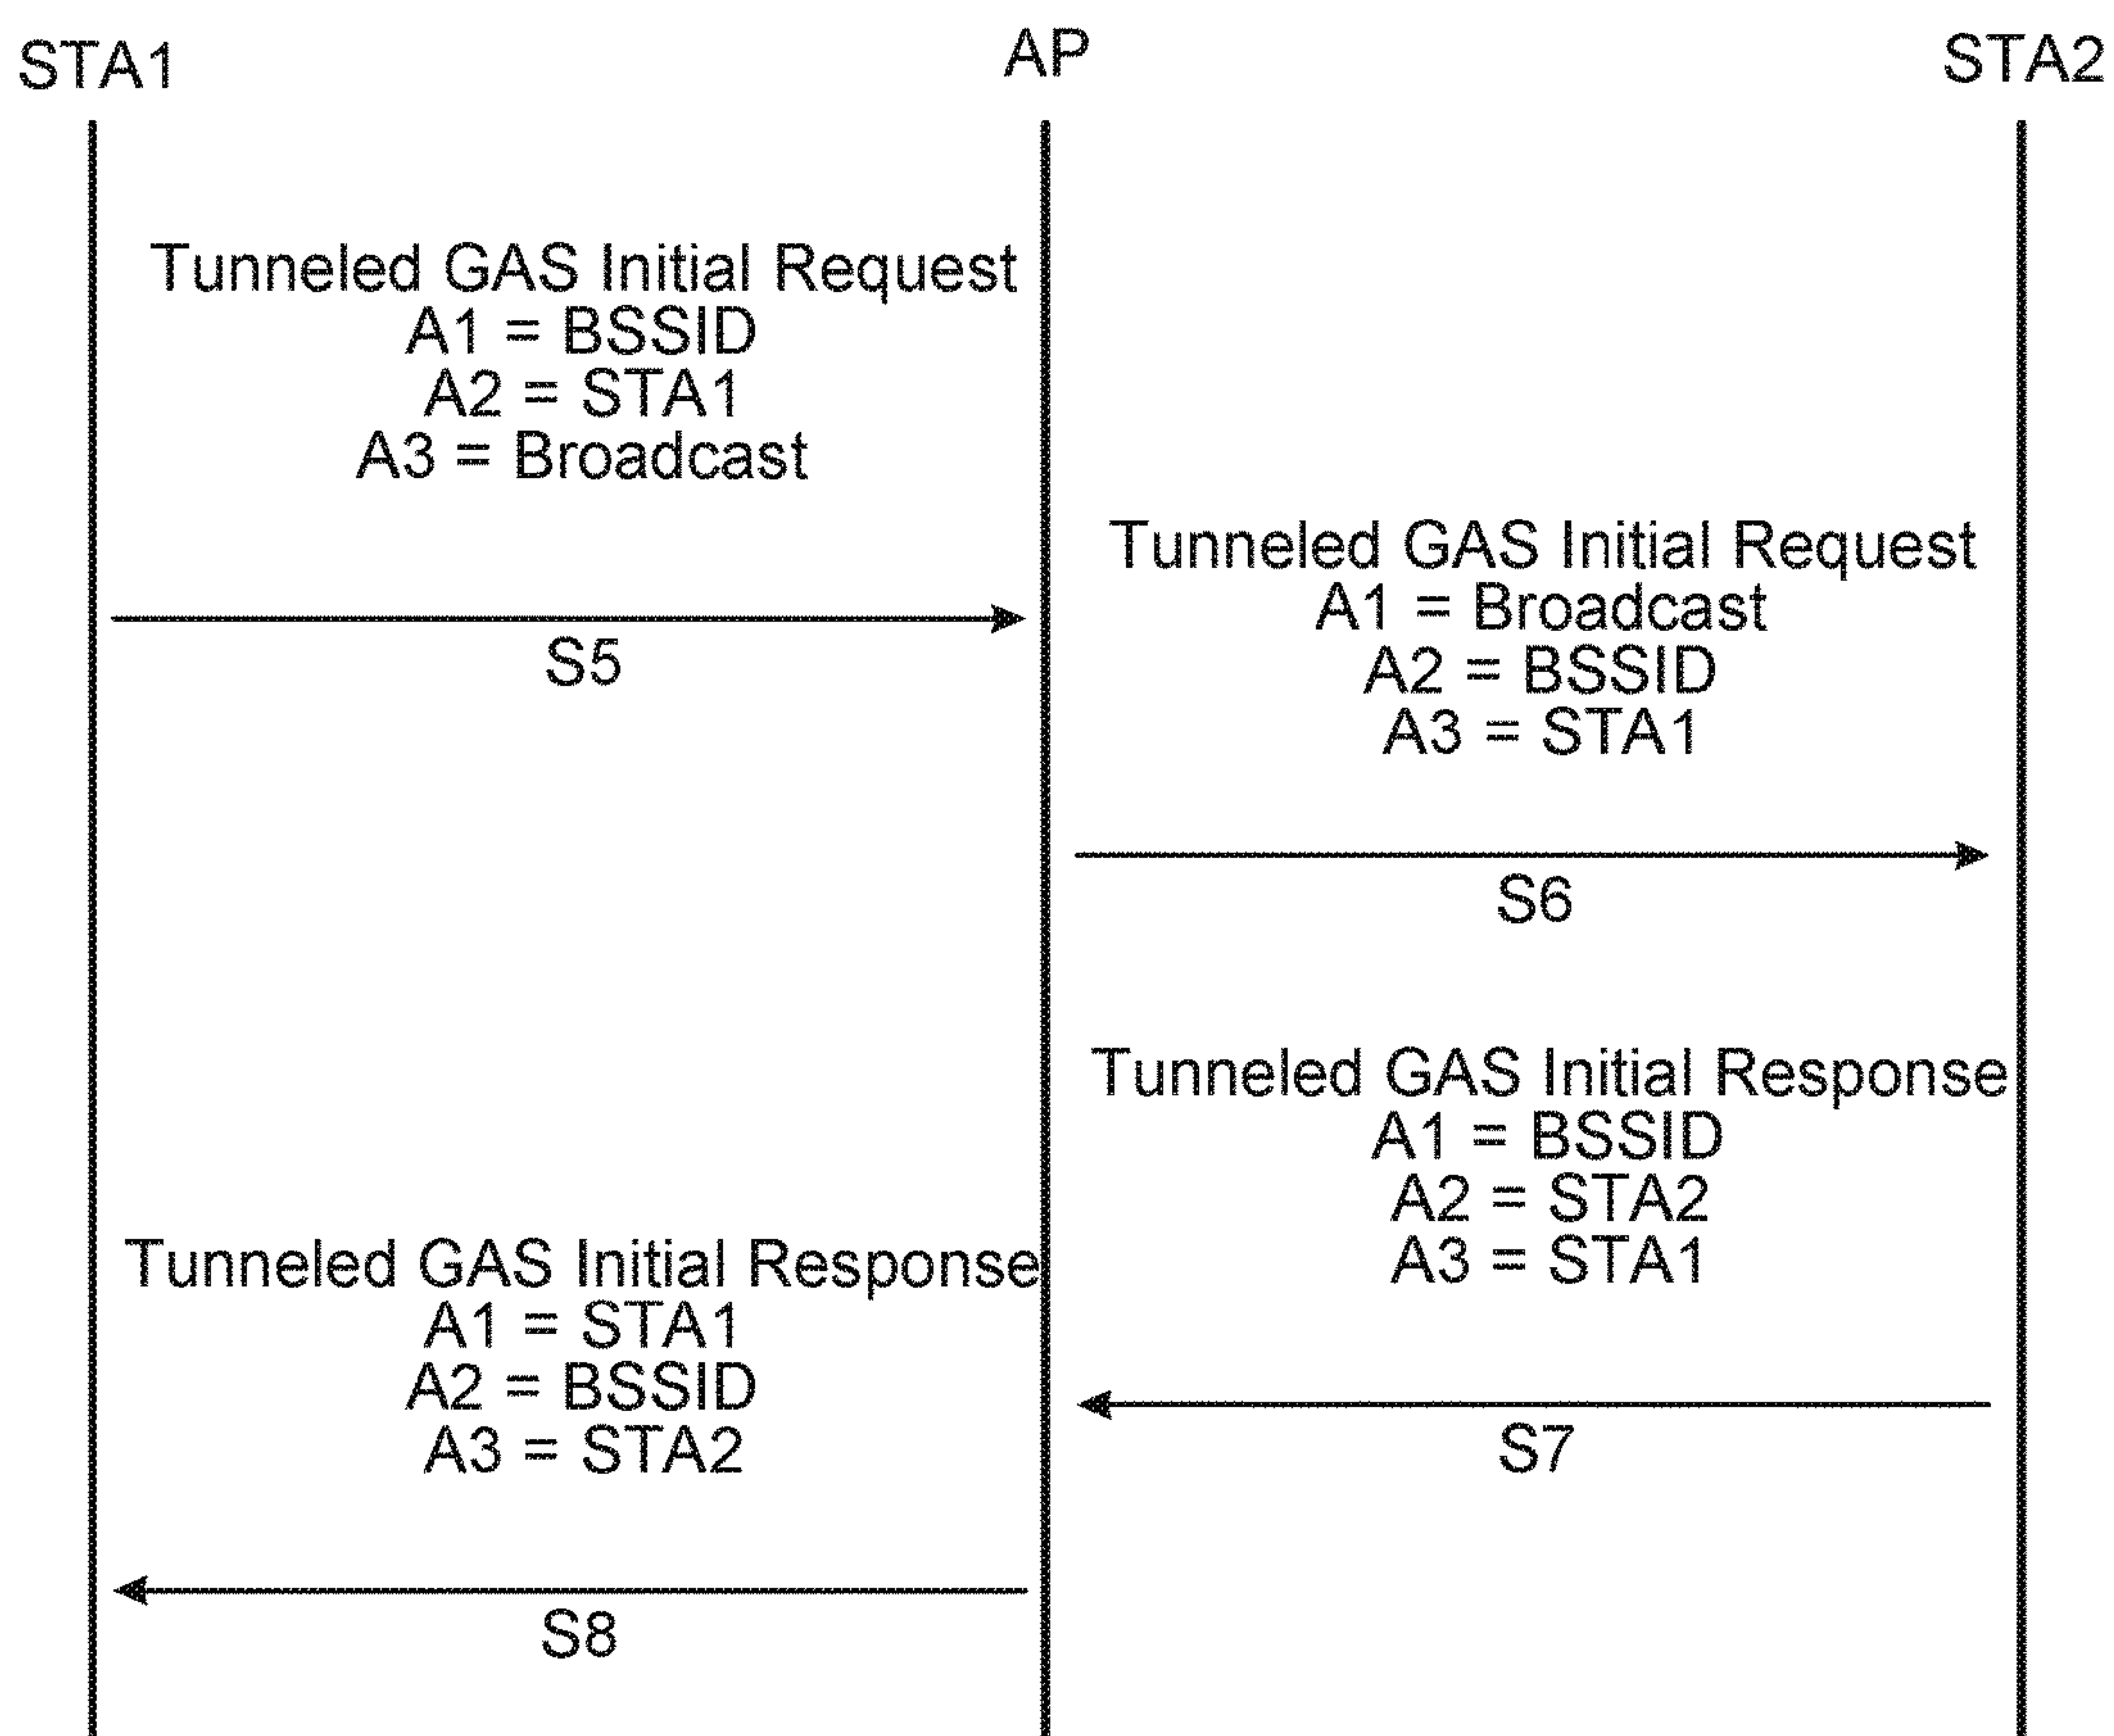 STA1
AP
STA2
Tunneled GAS Initial Request
A1 = BSSID
A2 = STA1
A3 = Broadcast
S5
Tunneled GAS Initial Request
A1 = Broadcast
A2 = BSSID
A3 = STA1
S6
Tunneled GAS Initial Response
A1 = BSSID
A2 = STA2
A3 = STA1
S7
Tunneled GAS Initial Response
A1 = STA1
A2 = BSSID
A3 = STA2
S8